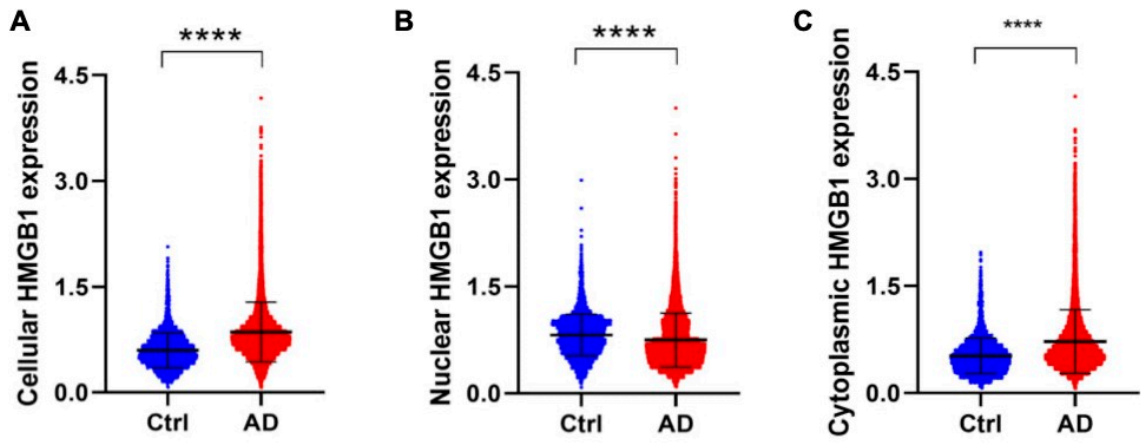 A
Cellular HMGB1 expression
4.5
3.0
1.5
0.0
****
Ctrl
AD
B
Nuclear HMGB1 expression
4.5
3.0
1.5
0.0
****
Ctrl
AD
C
Cytoplasmic HMGB1 expression
4.5
3.0
1.5
0.0
****
Ctrl
AD